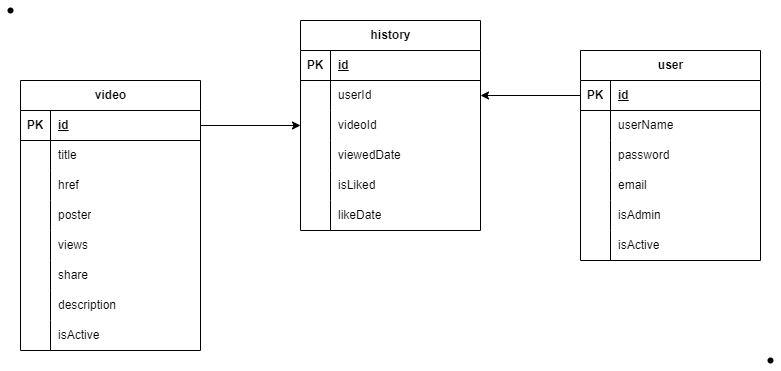 video
PK id
title
href
poster
views
share
description
isActive
history
PK id
userId
videoId
viewedDate
isLiked
likeDate
user
PK id
userName
password
email
isAdmin
isActive